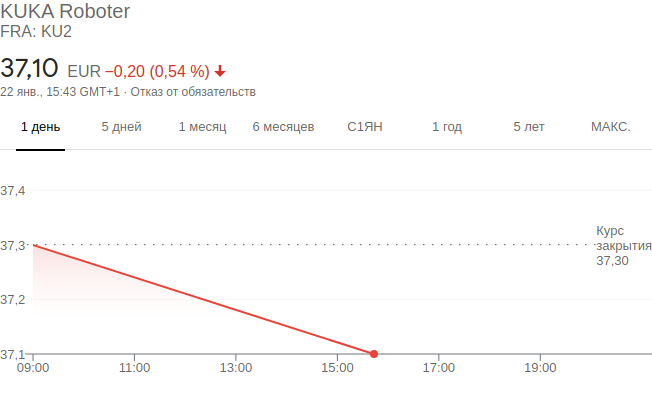 KUKA Roboter
FRA: KU2
37,10 EUR −0,20 (0,54 %)
22 янв., 15:43 GMT+1 · Отказ от обязательств
1 день 5 дней 1 месяц 6 месяцев С1ЯН 1 год 5 лет МАКС.
37,4
Курс
37,3 закрытия
37,30
37,2
37,1
09:00 11:00 13:00 15:00 17:00 19:00